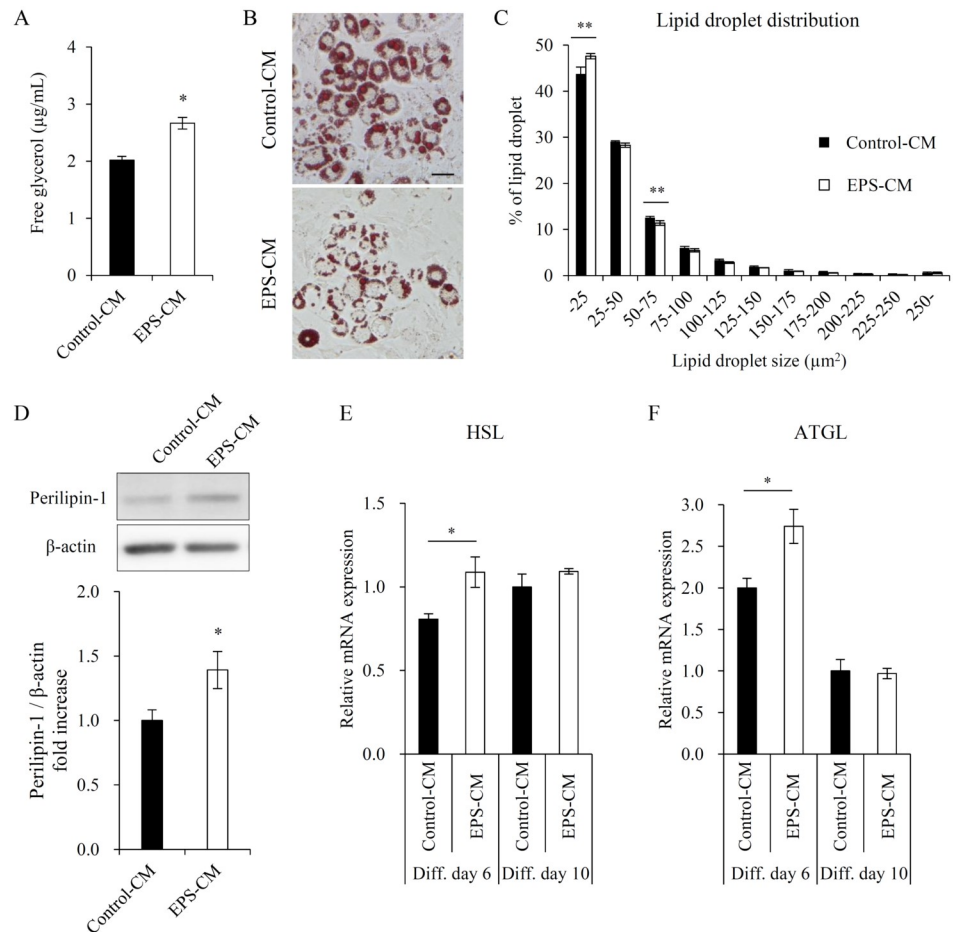 A
Free glycerol (µg/mL)
4
3
2
1
0
*
Control-CM
EPS-CM
B
Control-CM
EPS-CM
C
Lipid droplet distribution
% of lipid droplet
50
40
30
20
10
0
**
**
Control-CM
EPS-CM
-25
25-50
50-75
75-100
100-125
125-150
150-175
175-200
200-225
225-250
250-
Lipid droplet size (µm²)
D
Control-CM
EPS-CM
Perilipin-1
β-actin
Perilipin-1 / β-actin
fold increase
2.0
1.5
1.0
0.5
0.0
*
Control-CM
EPS-CM
E
HSL
Relative mRNA expression
1.5
1.0
0.5
0.0
*
Control-CM
EPS-CM
Control-CM
EPS-CM
Diff. day 6
Diff. day 10
F
ATGL
Relative mRNA expression
3.0
2.5
2.0
1.5
1.0
0.5
0.0
*
Control-CM
EPS-CM
Control-CM
EPS-CM
Diff. day 6
Diff. day 10